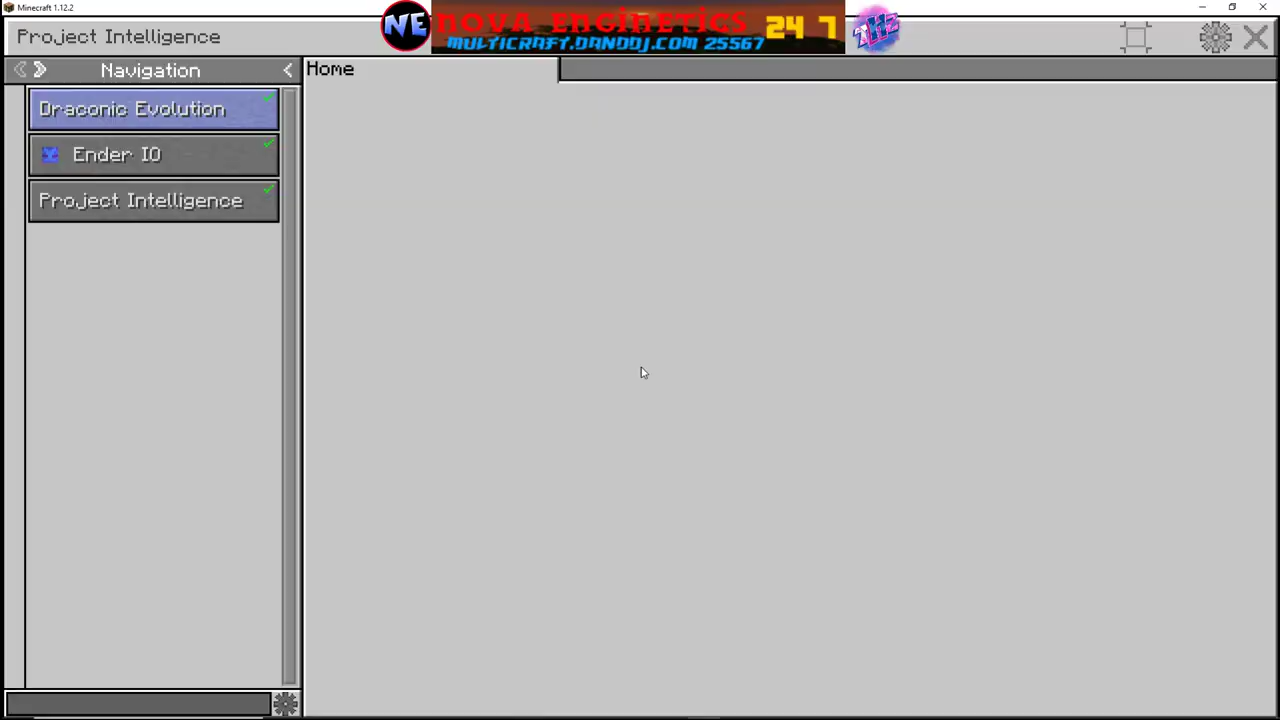 Minecraft 1.12.2
Project Intelligence
NE
NOVA ENGINETICS
24 7
MULTICRAFT.DANDDJ.COM 25567
Navigation
Home
Draconic Evolution
Ender IO
Project Intelligence